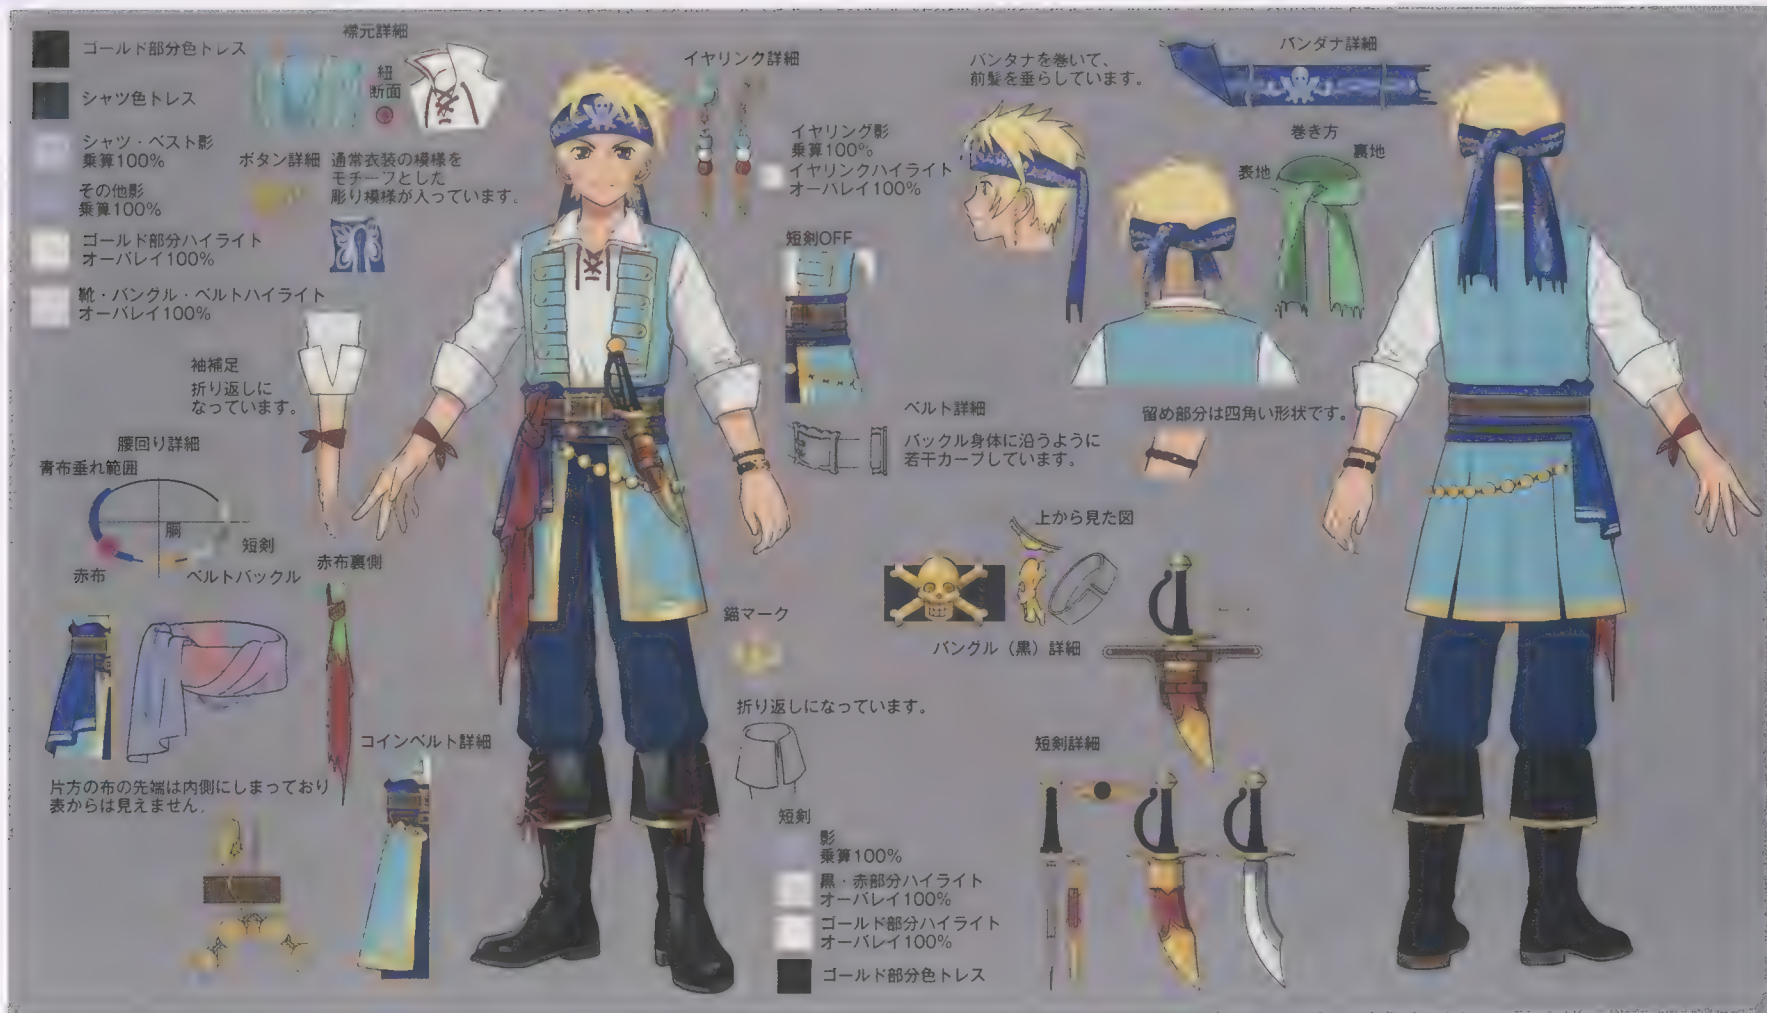 ゴールド部分色トレス
シャツ色トレス
シャツ・ベスト影
乗算100%
その他影
乗算100%
ゴールド部分ハイライト
オーバレイ100%
靴・バングル・ベルトハイライト
オーバレイ100%
襟元詳細
紐
断面
ボタン詳細
通常衣装の模様を
モチーフとした
彫り模様が入っています。
袖補足
折り返しに
なっています。
腰回り詳細
青布垂れ範囲
胴
短剣
赤布
ベルトバックル
赤布裏側
片方の布の先端は内側にしまっており
表からは見えません。
コインベルト詳細
イヤリンク詳細
イヤリング影
乗算100%
イヤリンクハイライト
オーバレイ100%
短剣OFF
ベルト詳細
バックル身体に沿うように
若干カーブしています。
錨マーク
折り返しになっています。
短剣
影
乗算100%
黒・赤部分ハイライト
オーバレイ100%
ゴールド部分ハイライト
オーバレイ100%
ゴールド部分色トレス
バンタナを巻いて、
前髪を垂らしています。
バンダナ詳細
巻き方
裏地
表地
留め部分は四角い形状です。
上から見た図
バングル（黒）詳細
短剣詳細